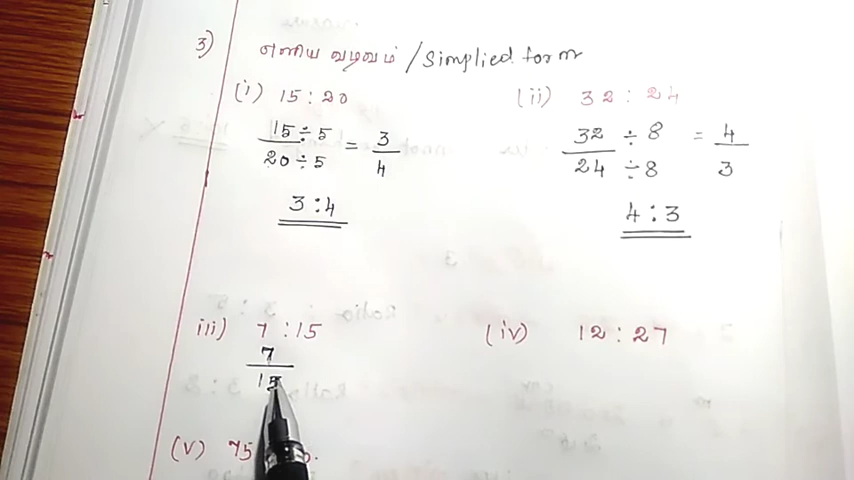 3) எளிய வடிவம் / Simplied form
(i) 15 : 20
15 ÷ 5
20 ÷ 5
= 3
4
3 : 4
(ii) 32 : 24
32 ÷ 8
24 ÷ 8
= 4
3
4 : 3
iii) 7 : 15
7
15
(iv) 12 : 27
(v) 75